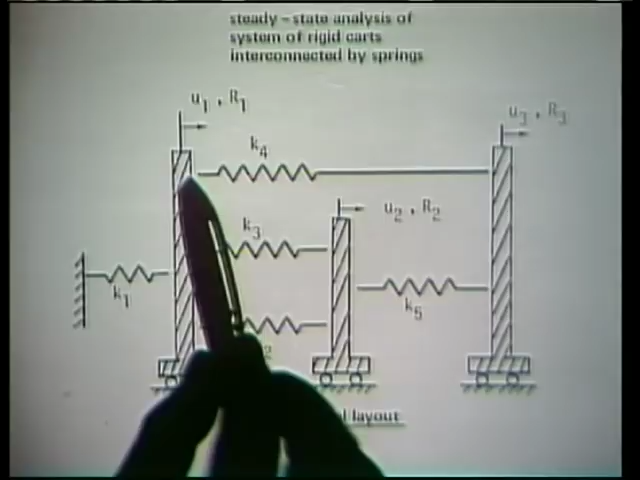 steady-state analysis of
system of rigid carts
interconnected by springs
u1 , R1
u3 , R3
k4
u2 , R2
k3
k1
k5
2
layout